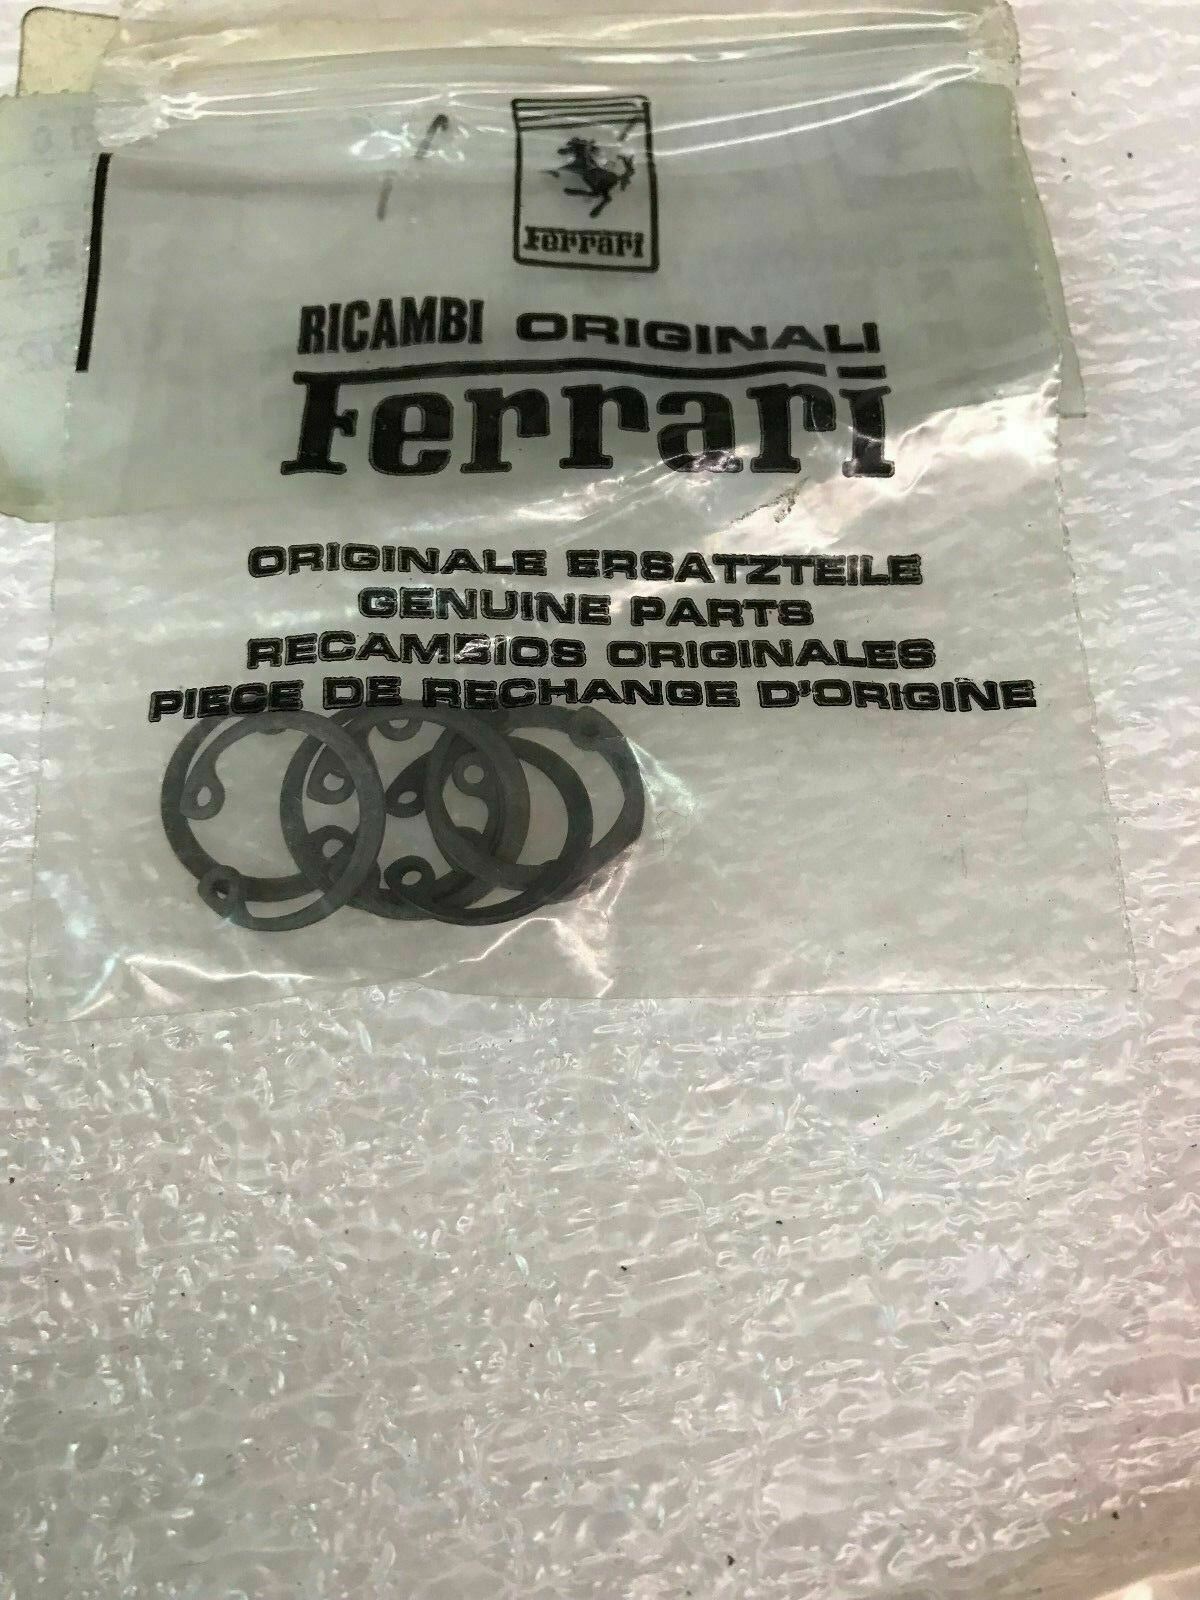 Ferrari
RICAMBI ORIGINALI
Ferrari
ORIGINALE ERSATZTEILE
GENUINE PARTS
RECAMBIOS ORIGINALES
PIECE DE RECHANGE D'ORIGINE